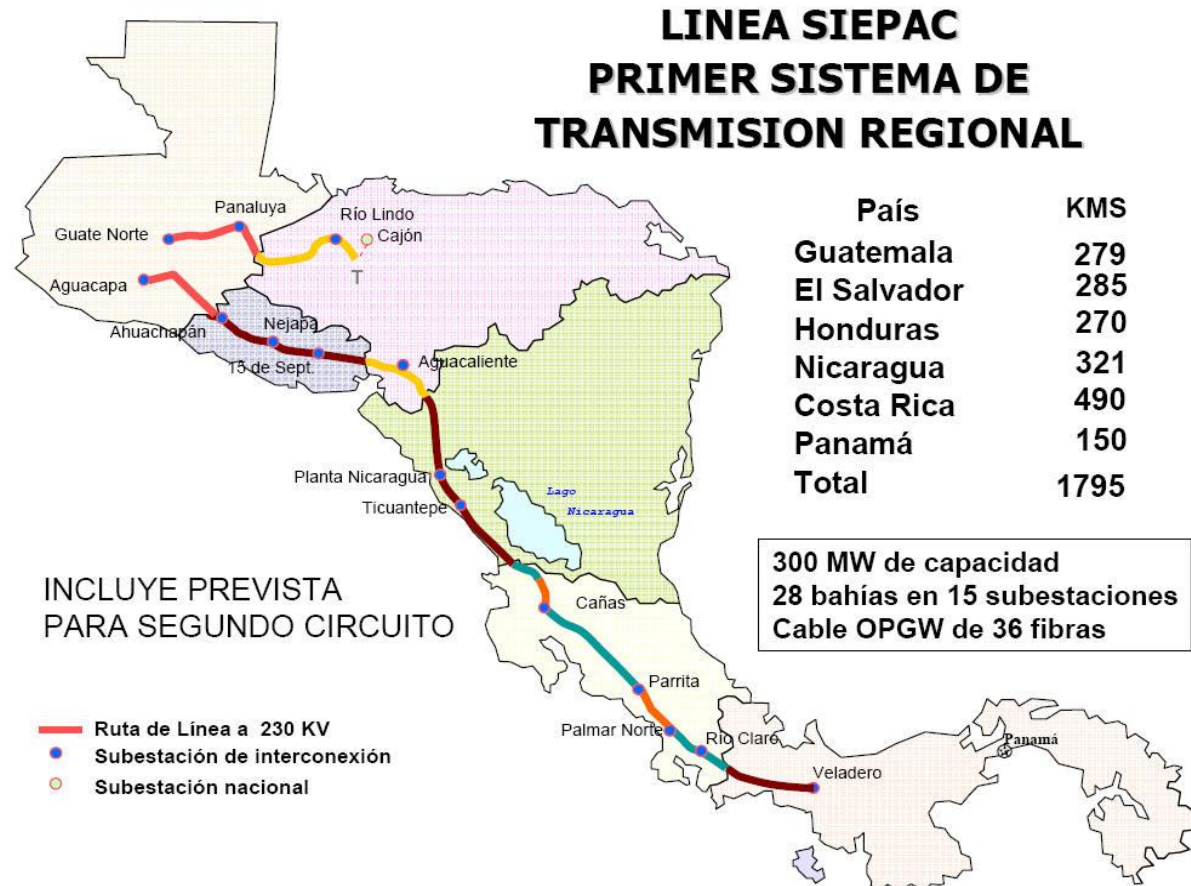 LINEA SIEPAC
PRIMER SISTEMA DE
TRANSMISION REGIONAL
País KMS
Guatemala 279
El Salvador 285
Honduras 270
Nicaragua 321
Costa Rica 490
Panamá 150
Total 1795
300 MW de capacidad
28 bahías en 15 subestaciones
Cable OPGW de 36 fibras
Panaluya
Río Lindo
Guate Norte
Cajón
T
Aguacapa
Ahuachapán
Nejapa
15 de Sept.
Aguacaliente
Planta Nicaragua
Ticuantepe
Lago
Nicaragua
Cañas
Parrita
Palmar Norte
Río Claro
Veladero
Panamá
INCLUYE PREVISTA
PARA SEGUNDO CIRCUITO
Ruta de Línea a 230 KV
Subestación de interconexión
Subestación nacional